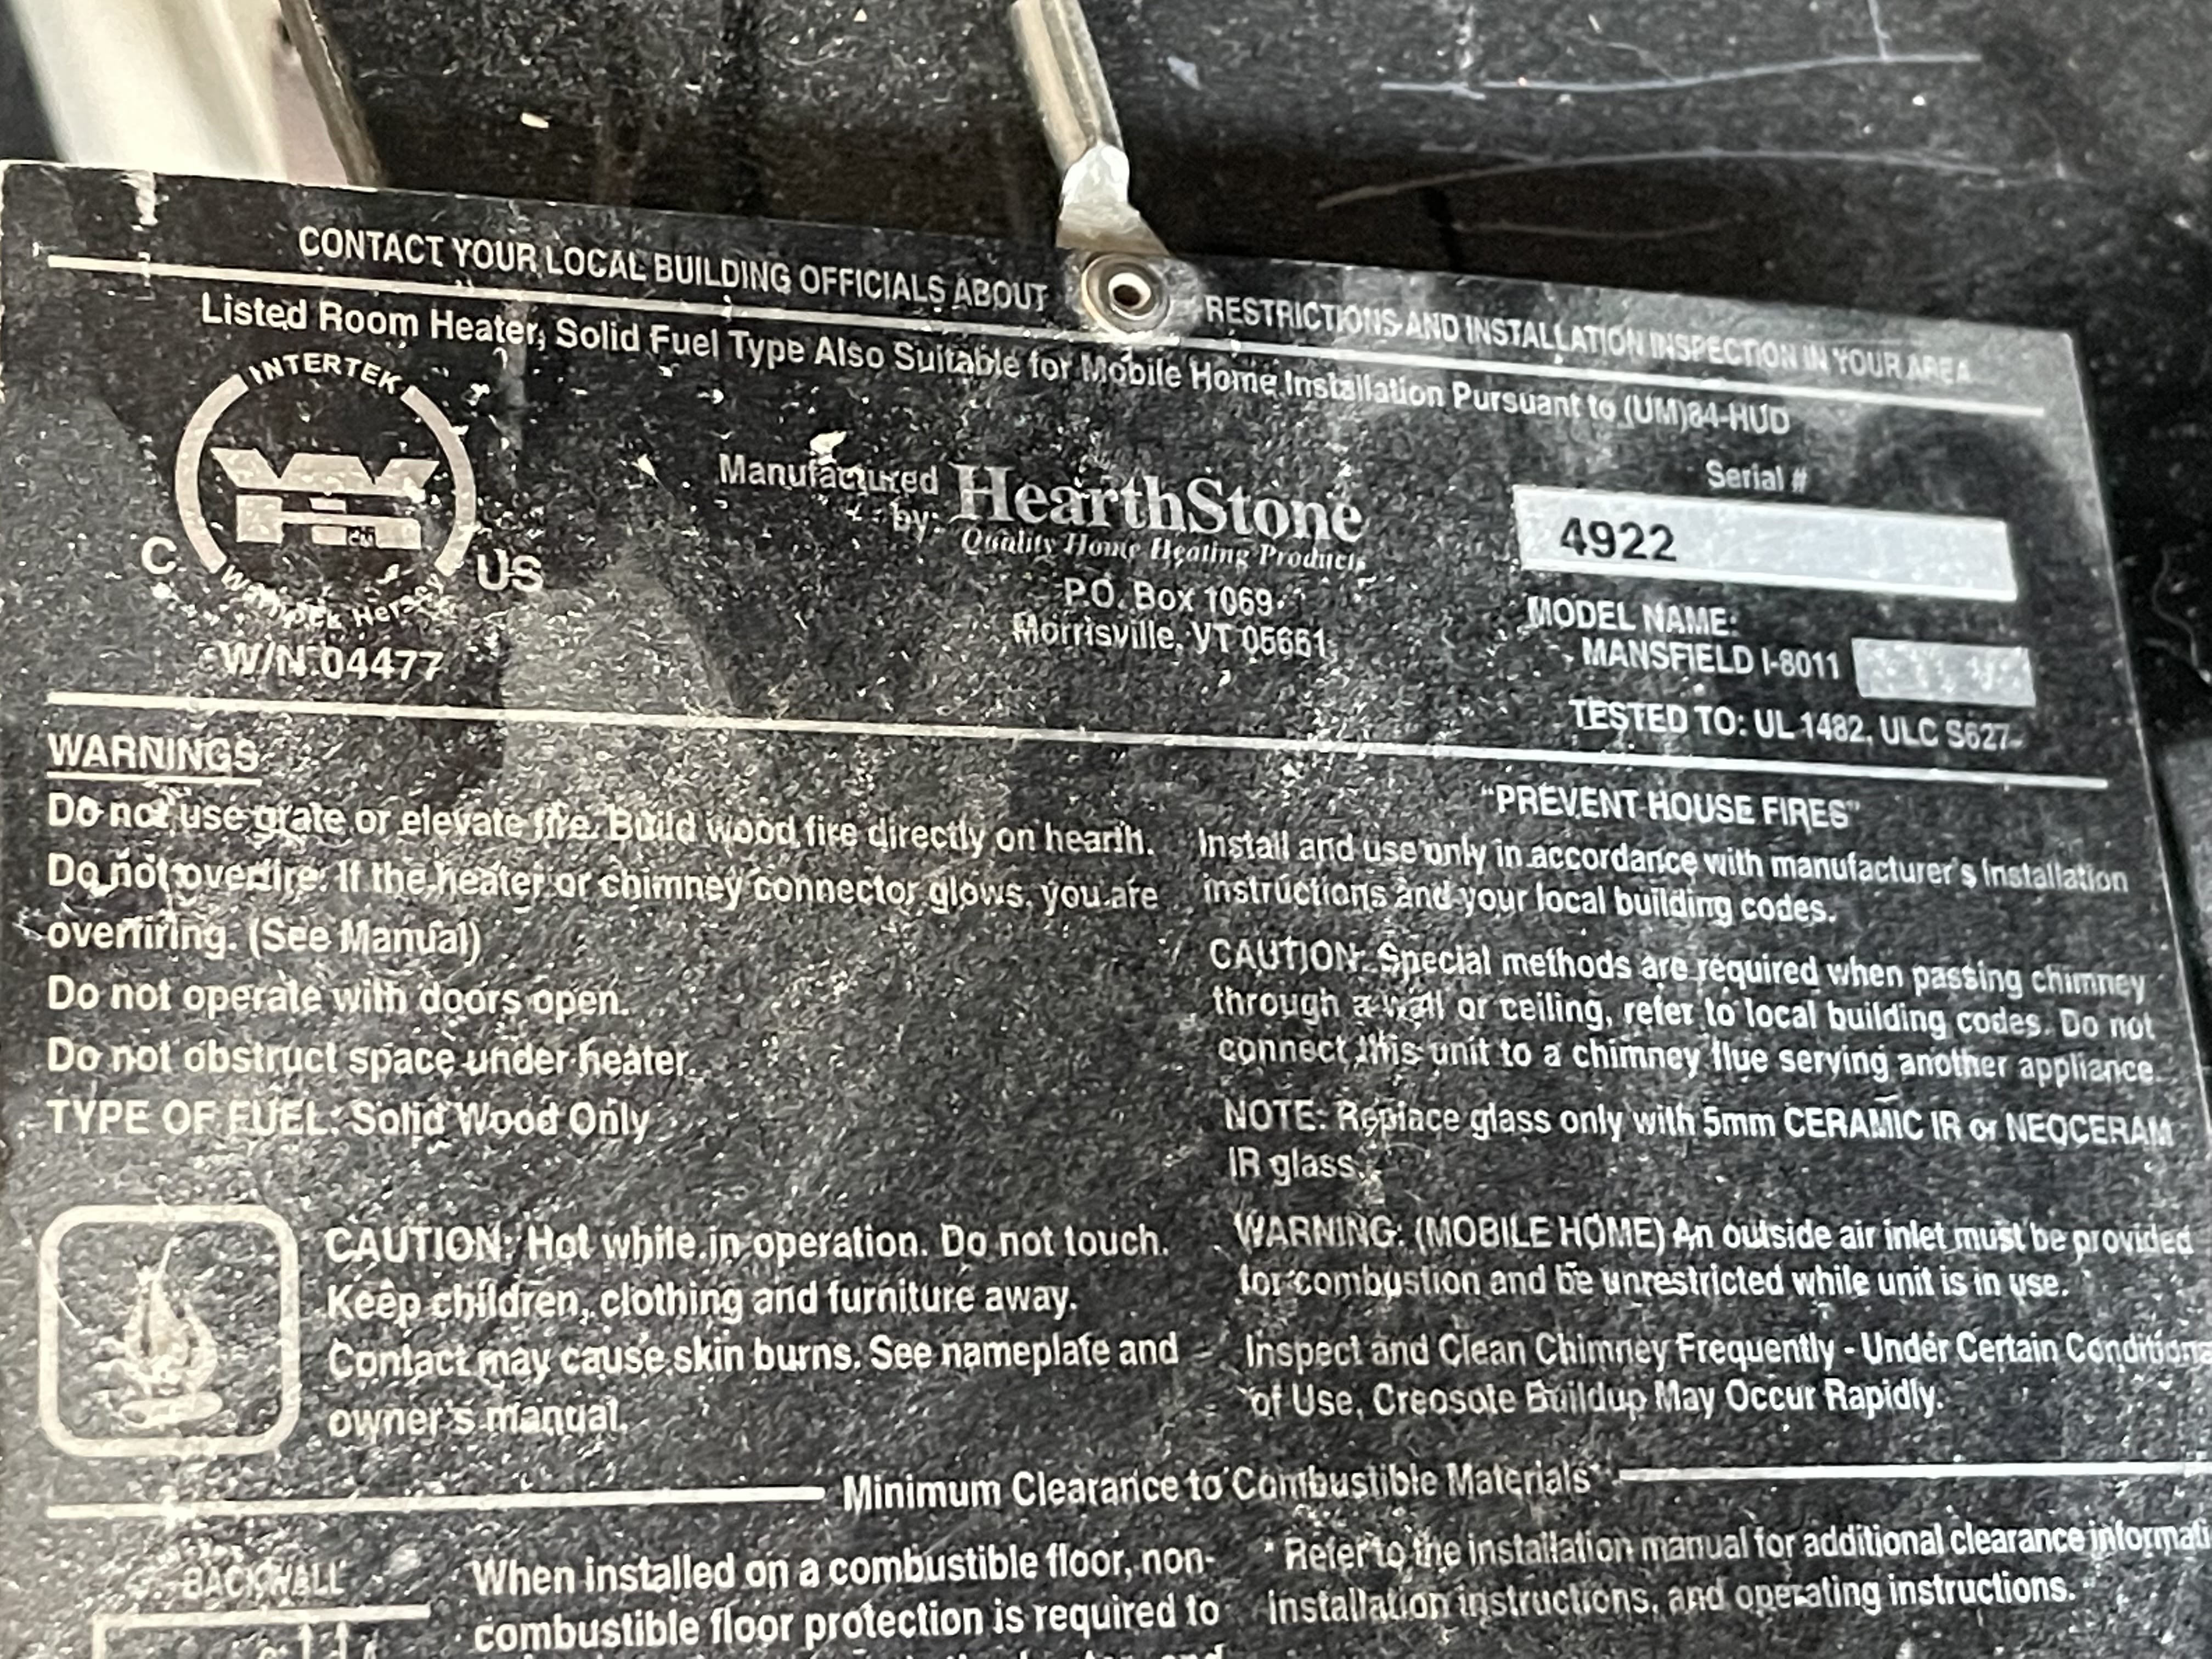 CONTACT YOUR LOCAL BUILDING OFFICIALS ABOUT RESTRICTIONS AND INSTALLATION INSPECTION IN YOUR AREA
Listed Room Heater, Solid Fuel Type Also Suitable for Mobile Home Installation Pursuant to (UM)84-HUD
INTERTEK
C
US
Warnock Hersey
W/N 04477
Manufactured
by:
HearthStone
Quality Home Heating Products
P.O. Box 1069
Morrisville, VT 05661
Serial #
4922
MODEL NAME:
MANSFIELD I-8011
TESTED TO: UL 1482, ULC S627
WARNINGS
Do not use grate or elevate fire. Build wood fire directly on hearth.
Do not overfire: If the heater or chimney connector glows, you are
overfiring. (See Manual)
Do not operate with doors open.
Do not obstruct space under heater.
TYPE OF FUEL: Solid Wood Only
CAUTION: Hot while in operation. Do not touch.
Keep children, clothing and furniture away.
Contact may cause skin burns. See nameplate and
owner's manual.
"PREVENT HOUSE FIRES"
Install and use only in accordance with manufacturer's installation
instructions and your local building codes.
CAUTION: Special methods are required when passing chimney
through a wall or ceiling, refer to local building codes. Do not
connect this unit to a chimney flue serving another appliance.
NOTE: Replace glass only with 5mm CERAMIC IR or NEOCERAM
IR glass.
WARNING: (MOBILE HOME) An outside air inlet must be provided
for combustion and be unrestricted while unit is in use.
Inspect and Clean Chimney Frequently - Under Certain Conditions
of Use, Creosote Buildup May Occur Rapidly.
Minimum Clearance to Combustible Materials*
BACKWALL
When installed on a combustible floor, non-
combustible floor protection is required to
* Refer to the installation manual for additional clearance informati
installation instructions, and operating instructions.